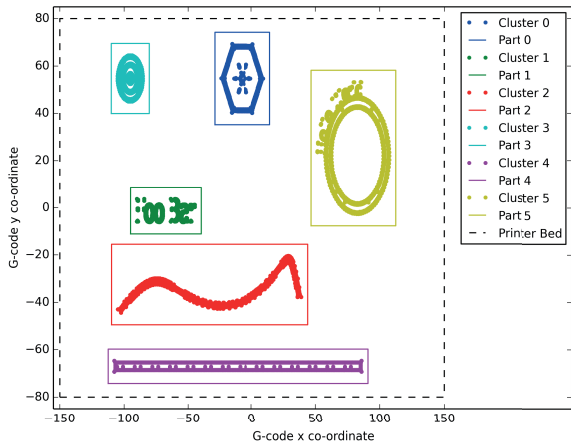 80
60
40
20
0
−20
−40
−60
−80
G-code y co-ordinate
−150
−100
−50
0
50
100
150
G-code x co-ordinate
Cluster 0
Part 0
Cluster 1
Part 1
Cluster 2
Part 2
Cluster 3
Part 3
Cluster 4
Part 4
Cluster 5
Part 5
Printer Bed